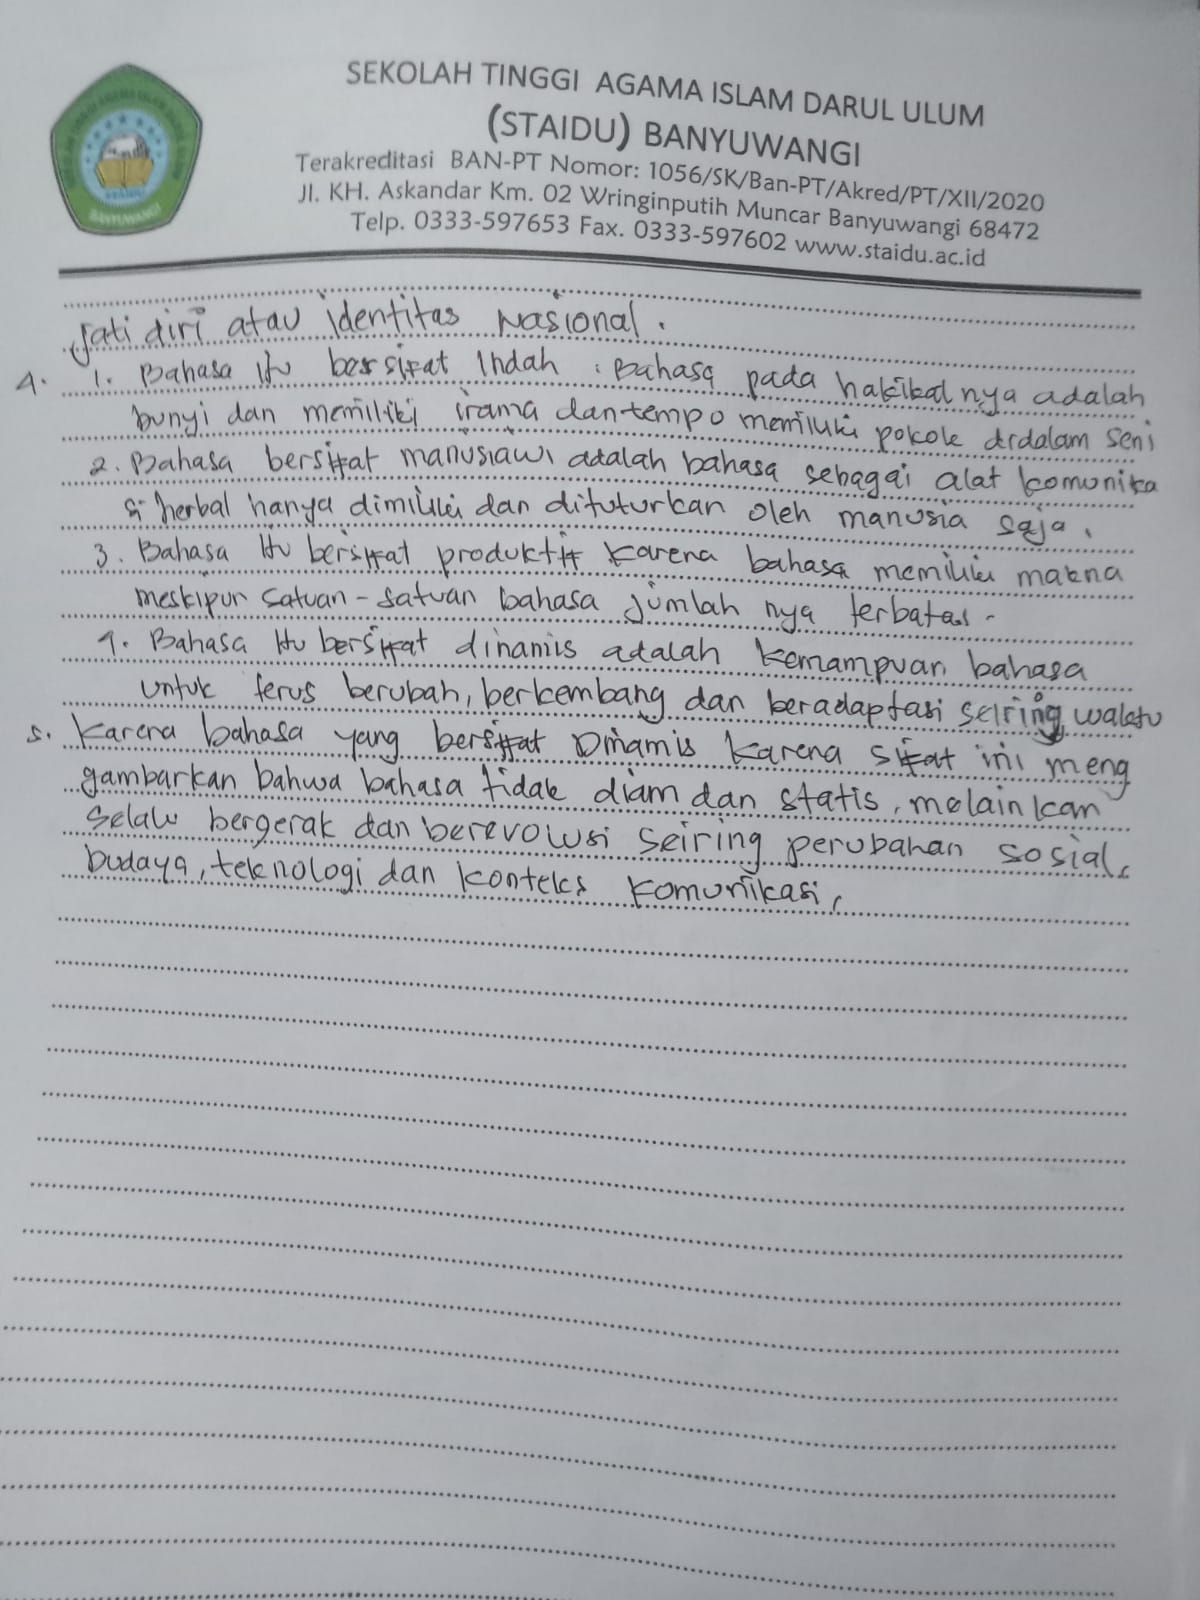 SEKOLAH TINGGI AGAMA ISLAM DARUL ULUM
(STAIDU) BANYUWANGI
Terakreditasi BAN-PT Nomor: 1056/SK/Ban-PT/Akred/PT/XII/2020
Jl. KH. Askandar Km. 02 Wringinputih Muncar Banyuwangi 68472
Telp. 0333-597653 Fax. 0333-597602 www.staidu.ac.id
STAIDU
BANYUWANGI
Jati diri atau identitas Nasional.
4. 1. Bahasa itu bersifat Indah : Bahasa pada hakikatnya adalah
bunyi dan memiliki irama dan tempo memiliki pokok didalam seni
2. Bahasa bersifat manusiawi adalah bahasa sebagai alat komunika
si herbal hanya dimiliki dan dituturkan oleh manusia saja.
3. Bahasa itu bersifat produktif karena bahasa memiliki makna
meskipun satuan-satuan bahasa jumlah nya terbatas.
4. Bahasa itu bersifat dinamis adalah kemampuan bahasa
untuk terus berubah, berkembang dan beradaptasi seiring waktu
5. Karena bahasa yang bersifat Dinamis karena sifat ini meng
gambarkan bahwa bahasa tidak diam dan statis, melainkan
selalu bergerak dan berevolusi seiring perubahan sosial,
budaya, teknologi dan konteks komunikasi,